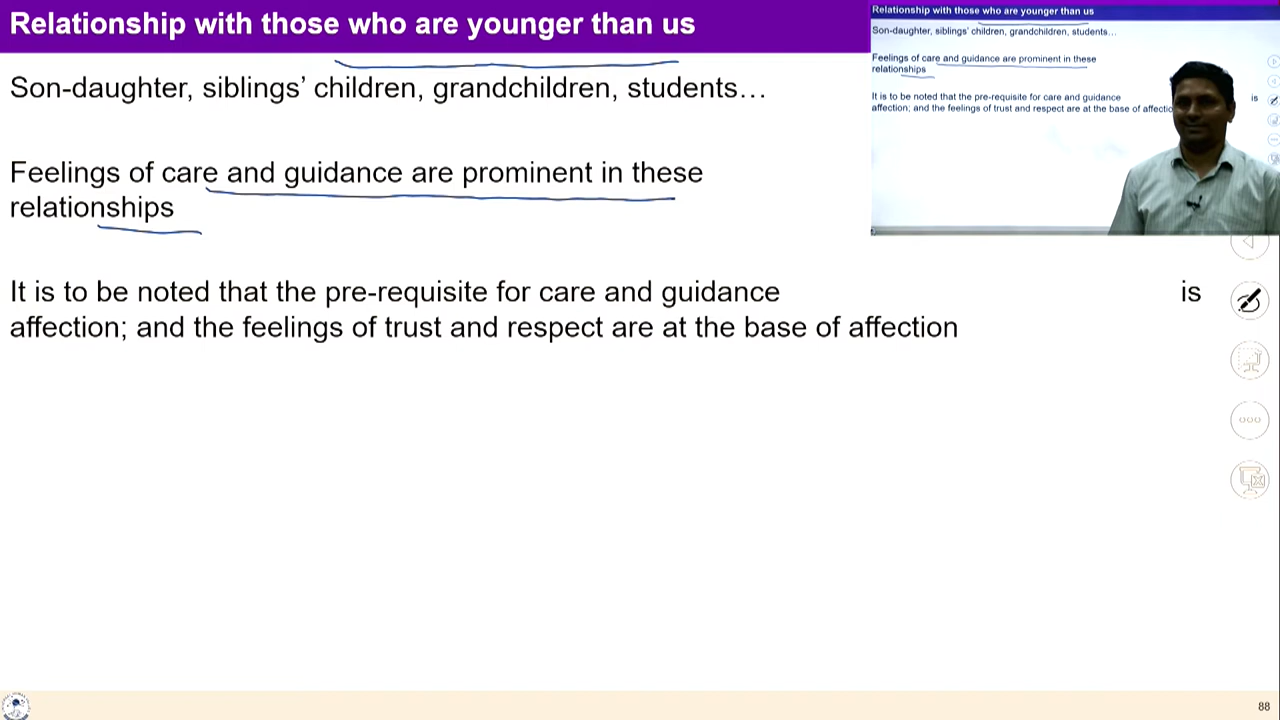 Relationship with those who are younger than us
Son-daughter, siblings’ children, grandchildren, students…
Feelings of care and guidance are prominent in these
relationships
It is to be noted that the pre-requisite for care and guidance is
affection; and the feelings of trust and respect are at the base of affection
Relationship with those who are younger than us
Son-daughter, siblings’ children, grandchildren, students…
Feelings of care and guidance are prominent in these
relationships
It is to be noted that the pre-requisite for care and guidance is
affection; and the feelings of trust and respect are at the base of affectio
88